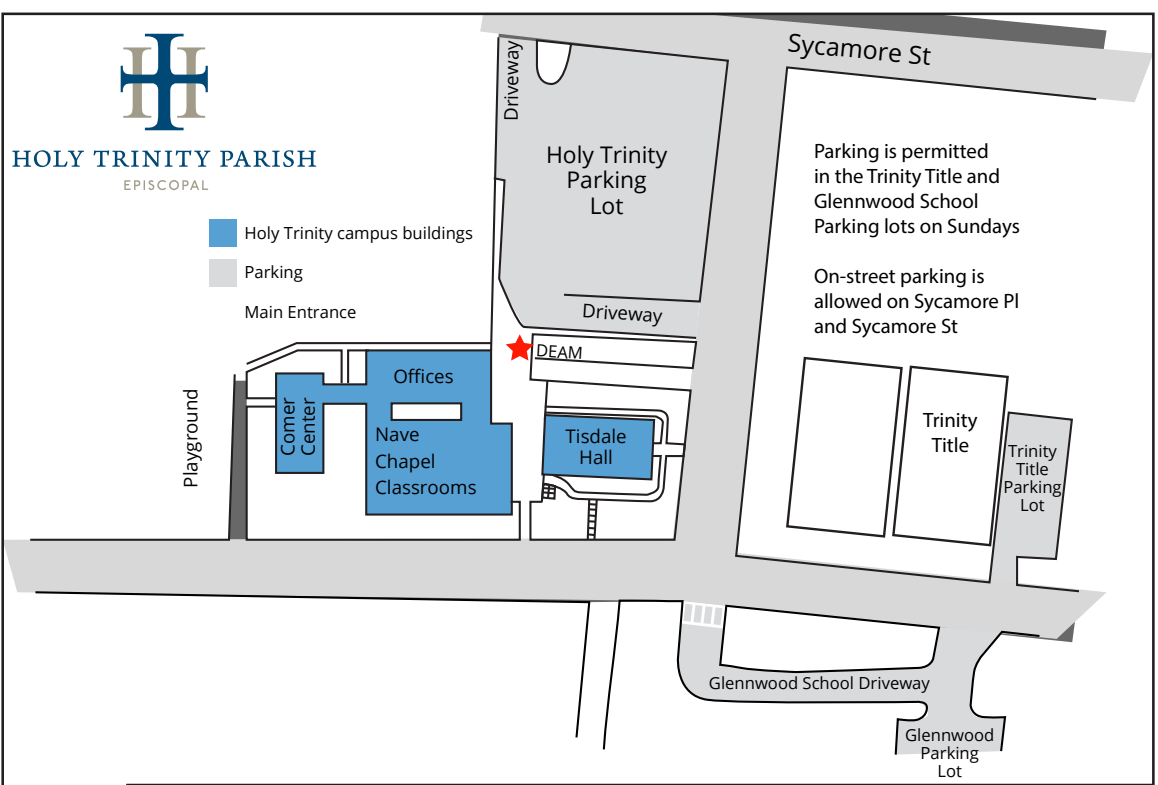 HOLY TRINITY PARISH
EPISCOPAL
Holy Trinity campus buildings
Parking
Main Entrance
Driveway
Sycamore St
Holy Trinity
Parking
Lot
Driveway
Parking is permitted
in the Trinity Title and
Glennwood School
Parking lots on Sundays
On-street parking is
allowed on Sycamore Pl
and Sycamore St
DEAM
Offices
Comer
Center
Nave
Chapel
Classrooms
Tisdale
Hall
Playground
Trinity
Title
Trinity
Title
Parking
Lot
Glennwood School Driveway
Glennwood
Parking
Lot